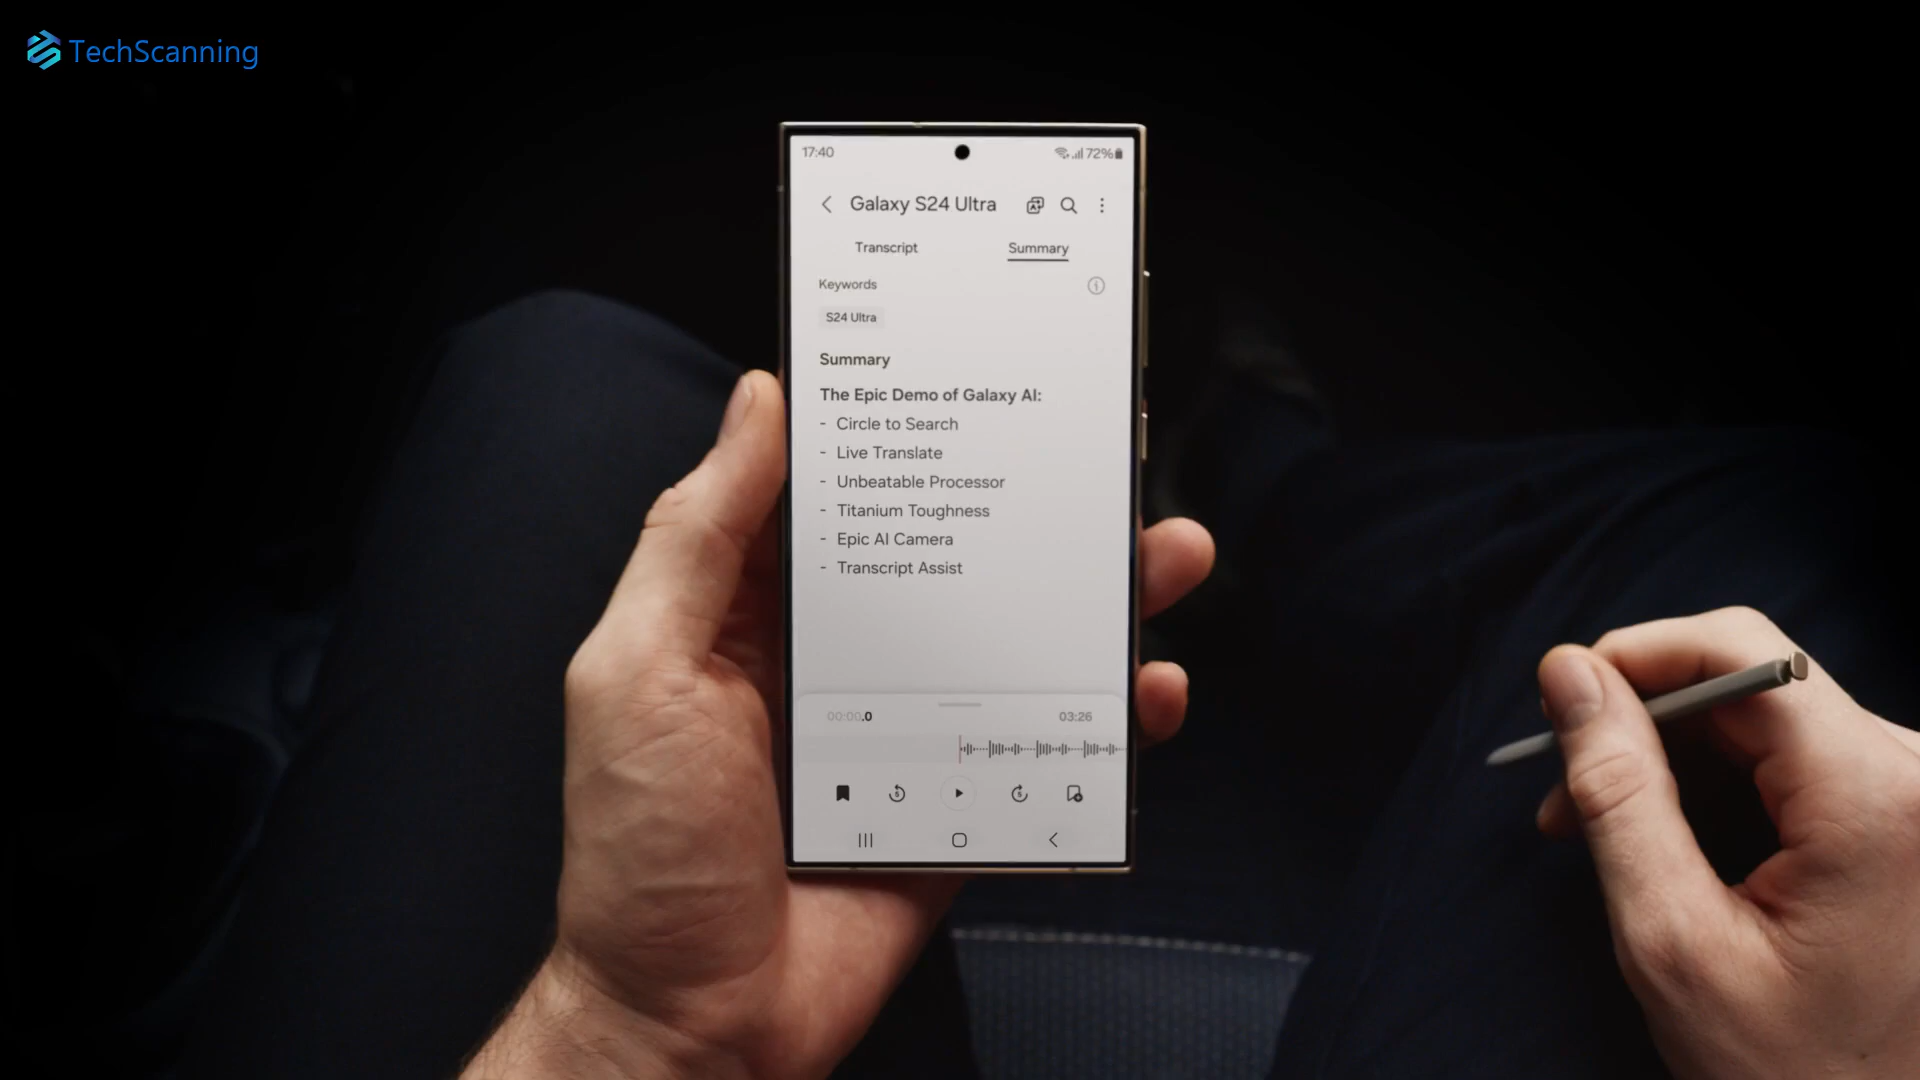 TechScanning
17:40
72%
Galaxy S24 Ultra
Transcript
Summary
Keywords
S24 Ultra
Summary
The Epic Demo of Galaxy AI:
- Circle to Search
- Live Translate
- Unbeatable Processor
- Titanium Toughness
- Epic AI Camera
- Transcript Assist
00:00.0
03:26
5
5